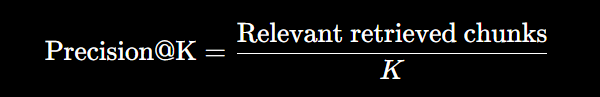 Precision@K = Relevant retrieved chunks / K